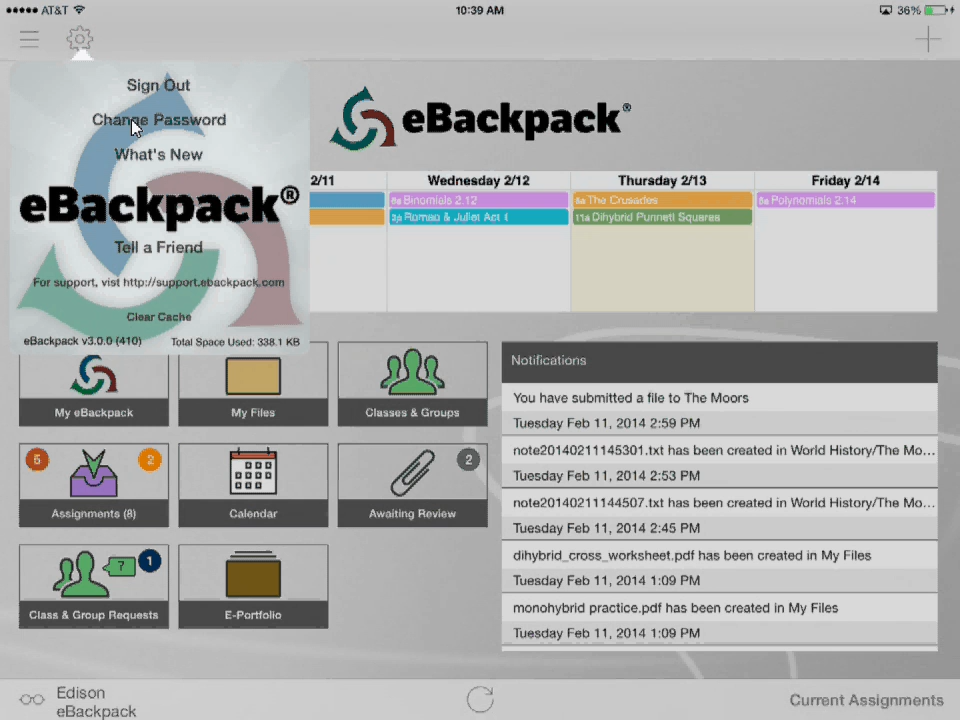 AT&T
10:39 AM
36%
Sign Out
Change Password
What's New
eBackpack®
Tell a Friend
For support, vist http://support.ebackpack.com
Clear Cache
eBackpack v3.0.0 (410)
Total Space Used: 338.1 KB
eBackpack®
2/11
Wednesday 2/12
Thursday 2/13
Friday 2/14
Binomials 2.12
Romeo & Juliet Act I
8a The Crusades
11a Dihybrid Punnett Squares
Polynomials 2.14
My eBackpack
My Files
Classes & Groups
5
2
Assignments (8)
Calendar
2
Awaiting Review
?
1
Class & Group Requests
E-Portfolio
Notifications
You have submitted a file to The Moors
Tuesday Feb 11, 2014 2:59 PM
note20140211145301.txt has been created in World History/The Mo...
Tuesday Feb 11, 2014 2:53 PM
note20140211144507.txt has been created in World History/The Mo...
Tuesday Feb 11, 2014 2:45 PM
dihybrid_cross_worksheet.pdf has been created in My Files
Tuesday Feb 11, 2014 1:09 PM
monohybrid practice.pdf has been created in My Files
Tuesday Feb 11, 2014 1:09 PM
Edison
eBackpack
Current Assignments